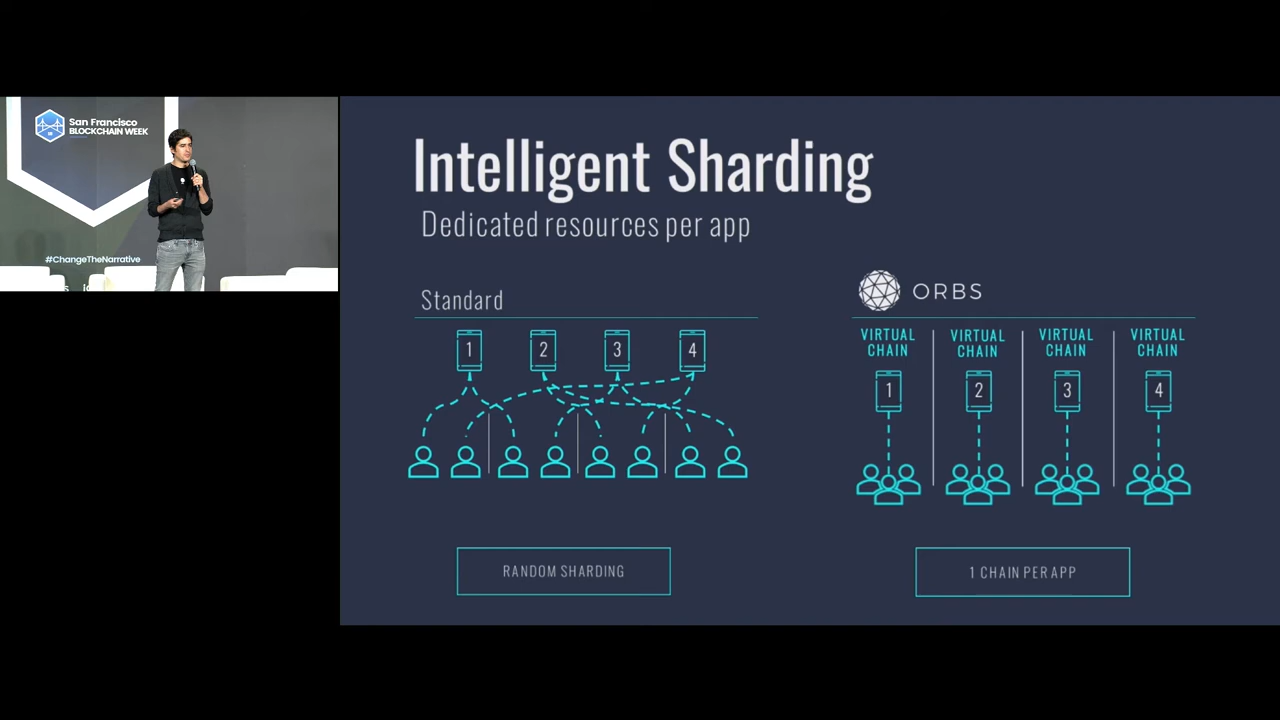 San Francisco
BLOCKCHAIN WEEK
#ChangeTheNarrative
Intelligent Sharding
Dedicated resources per app
Standard
1 2 3 4
RANDOM SHARDING
ORBS
VIRTUAL CHAIN
VIRTUAL CHAIN
VIRTUAL CHAIN
VIRTUAL CHAIN
1 2 3 4
1 CHAIN PER APP